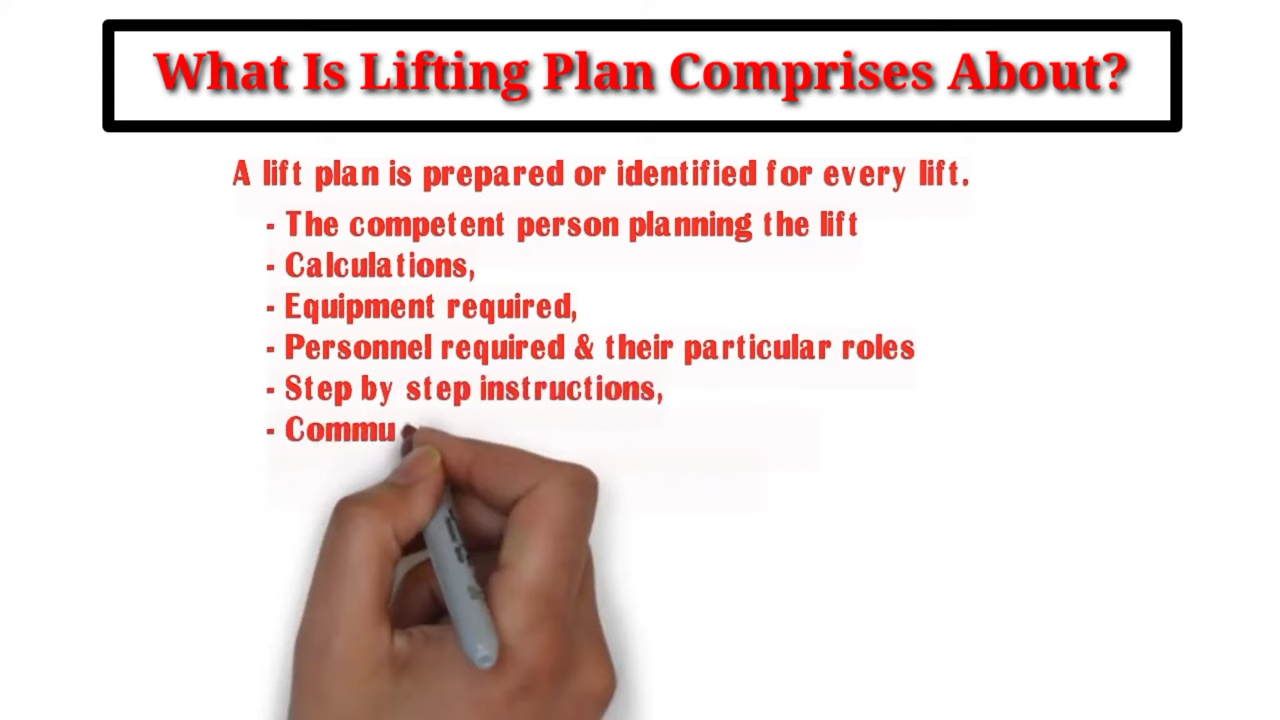 What Is Lifting Plan Comprises About?
A lift plan is prepared or identified for every lift.
- The competent person planning the lift
- Calculations,
- Equipment required,
- Personnel required & their particular roles
- Step by step instructions,
- Commu